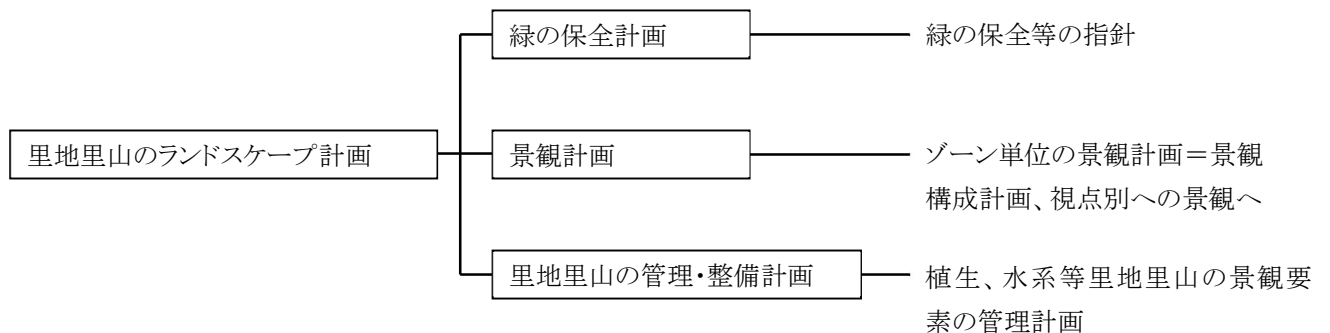 緑の保全計画
緑の保全等の指針
里地里山のランドスケープ計画
景観計画
ゾーン単位の景観計画＝景観
構成計画、視点別への景観へ
里地里山の管理・整備計画
植生、水系等里地里山の景観要
素の管理計画